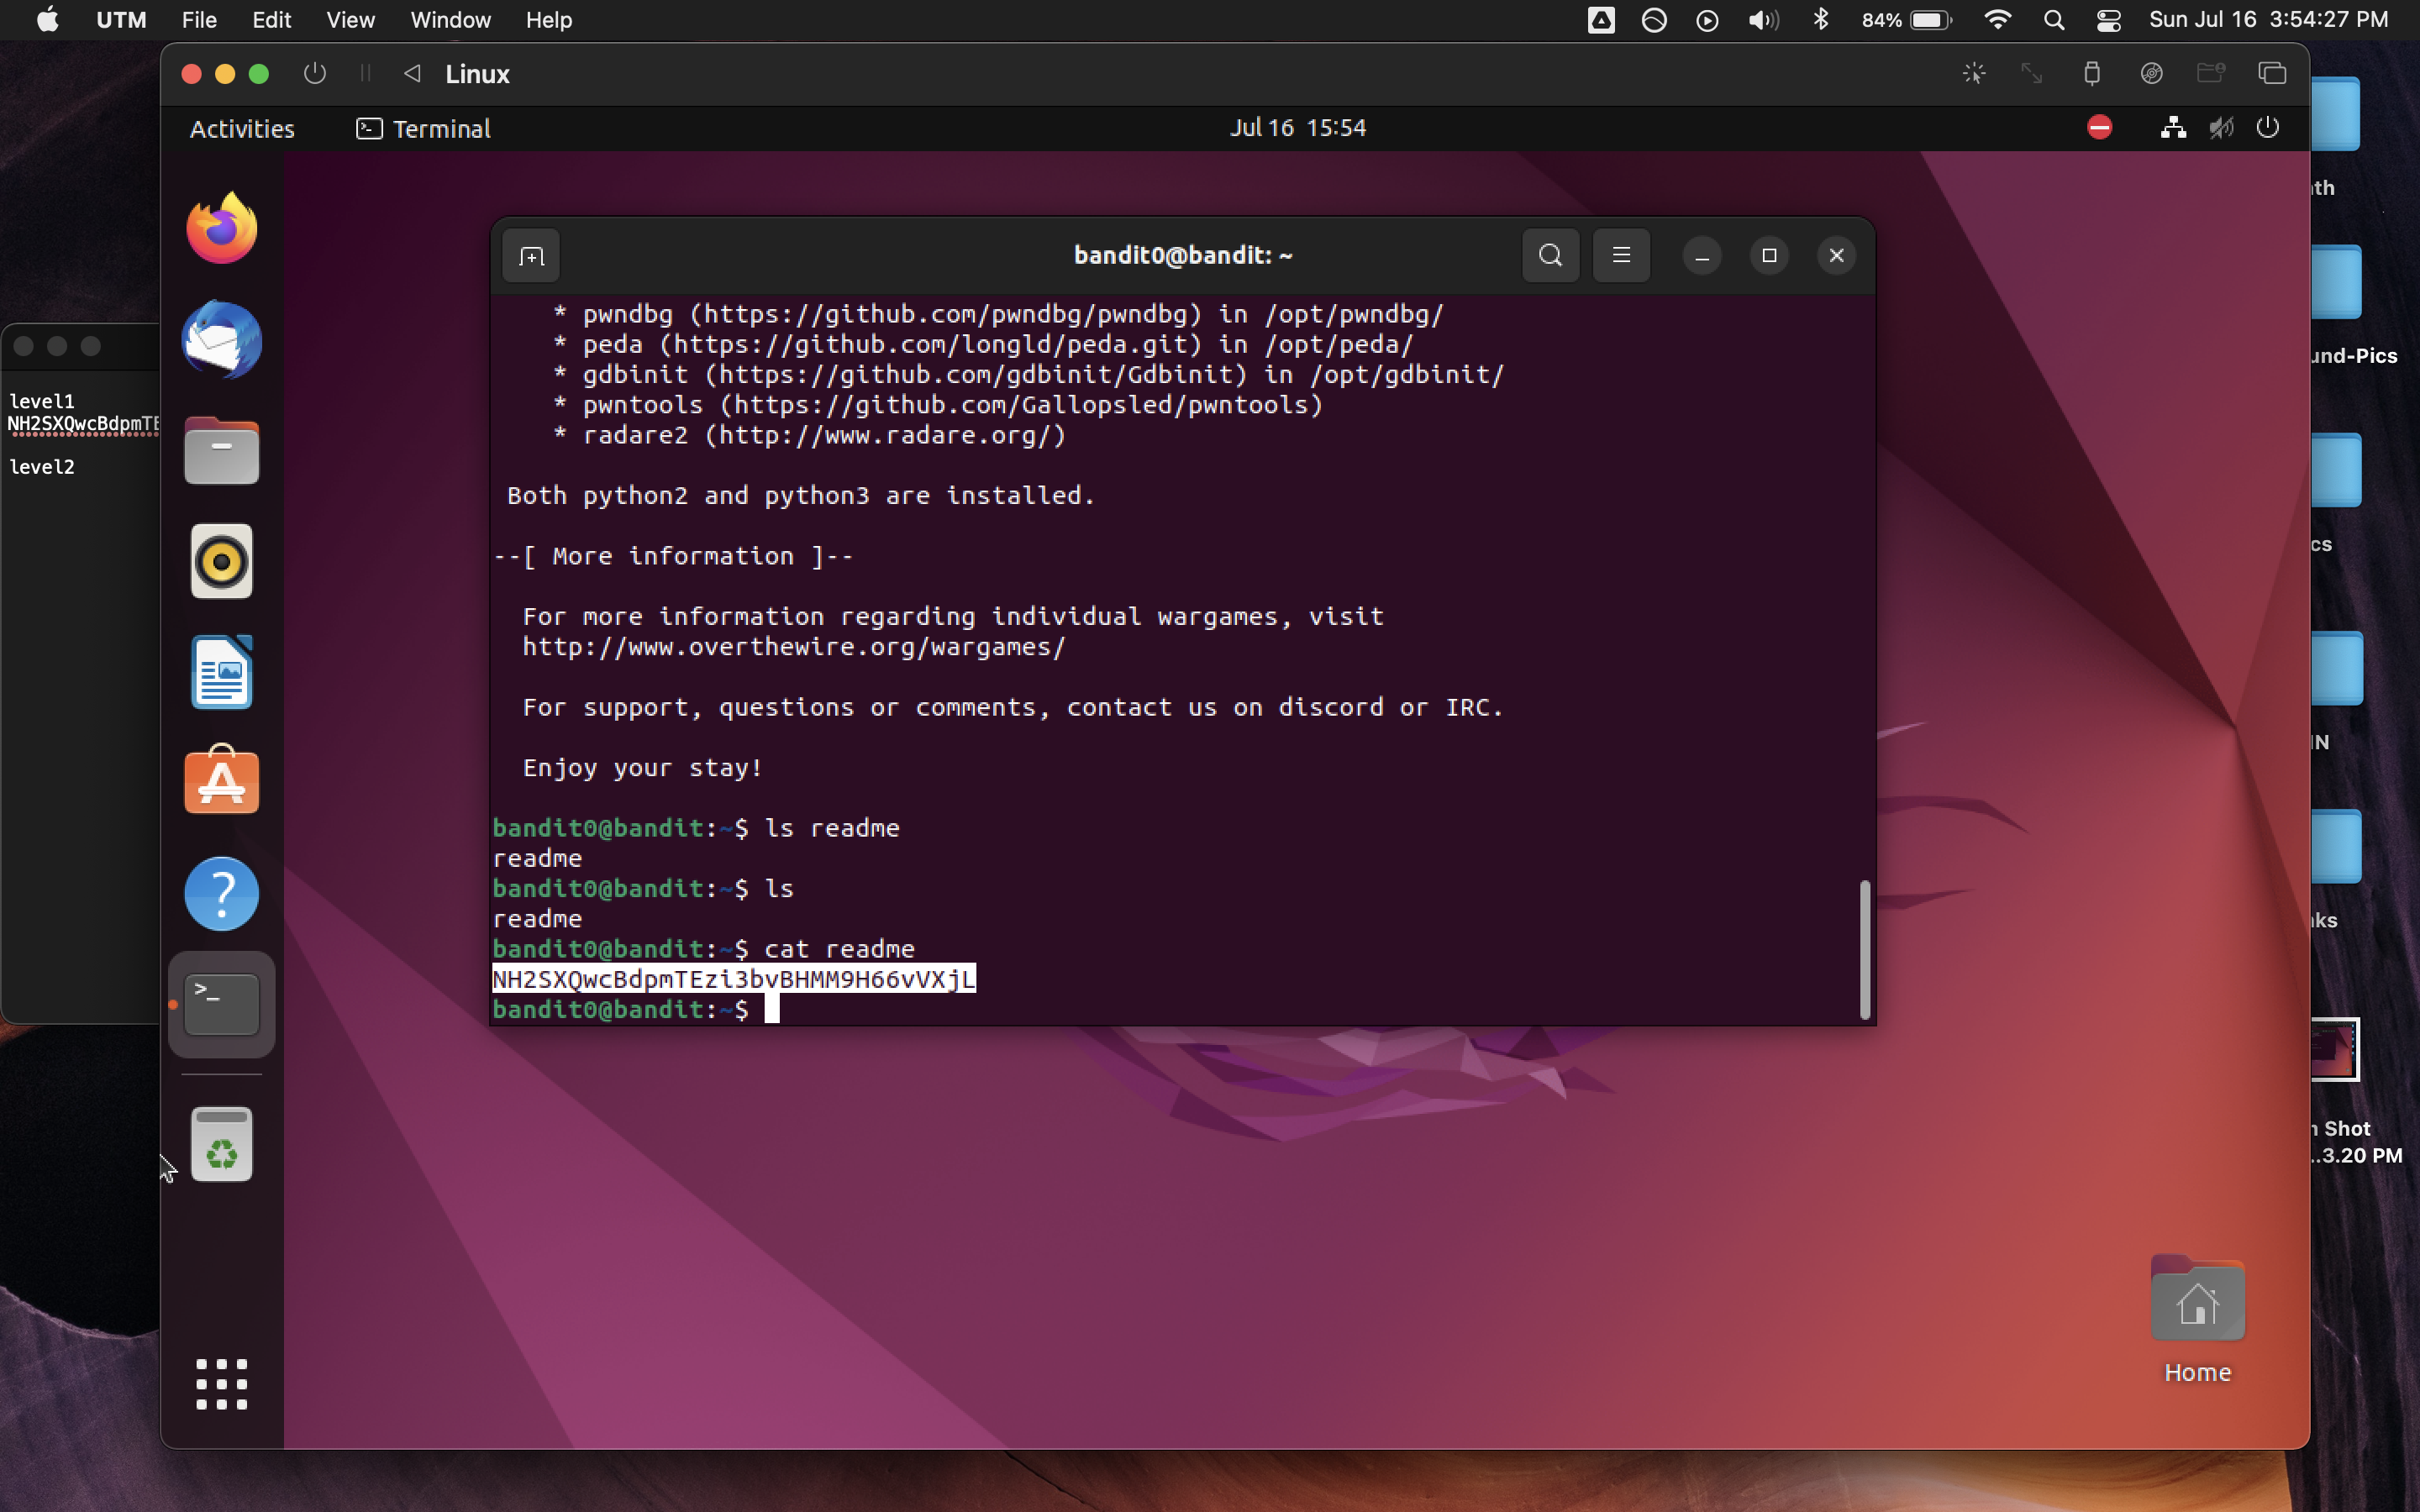 UTM File Edit View Window Help 84% Sun Jul 16 3:54:27 PM
Linux
Activities Terminal Jul 16 15:54
bandit0@bandit: ~
* pwndbg (https://github.com/pwndbg/pwndbg) in /opt/pwndbg/
* peda (https://github.com/longld/peda.git) in /opt/peda/
* gdbinit (https://github.com/gdbinit/Gdbinit) in /opt/gdbinit/
* pwntools (https://github.com/Gallopsled/pwntools)
* radare2 (http://www.radare.org/)
Both python2 and python3 are installed.
--[ More information ]--
For more information regarding individual wargames, visit
http://www.overthewire.org/wargames/
For support, questions or comments, contact us on discord or IRC.
Enjoy your stay!
bandit0@bandit:~$ ls readme
readme
bandit0@bandit:~$ ls
readme
bandit0@bandit:~$ cat readme
NH2SXQwcBdpmTEzi3bvBHMM9H66vVXjL
bandit0@bandit:~$
level1
NH2SXQwcBdpmTE
level2
Home
th
und-Pics
cs
IN
ks
n Shot
..3.20 PM